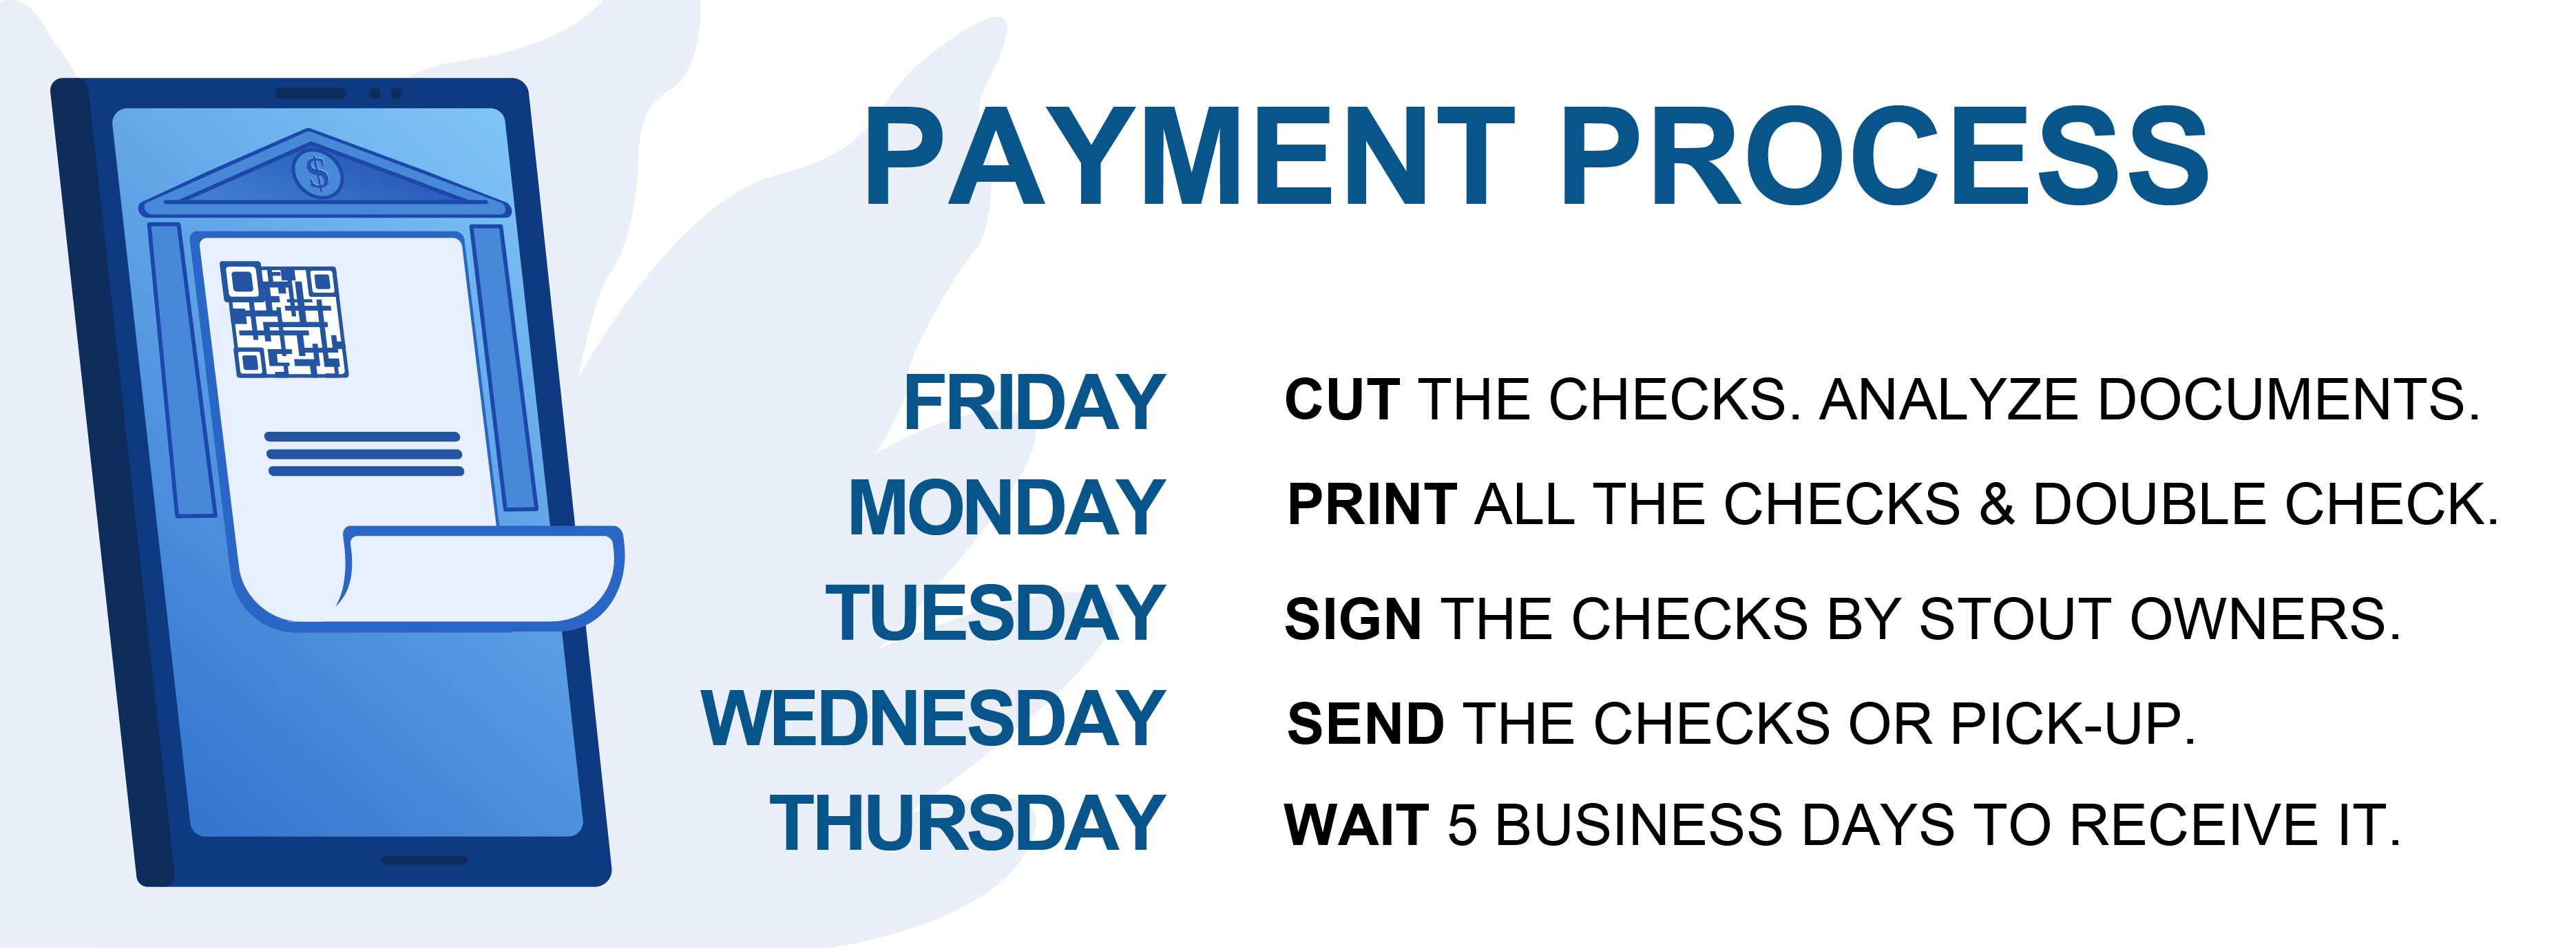 $
PAYMENT PROCESS
FRIDAY CUT THE CHECKS. ANALYZE DOCUMENTS.
MONDAY PRINT ALL THE CHECKS & DOUBLE CHECK.
TUESDAY SIGN THE CHECKS BY STOUT OWNERS.
WEDNESDAY SEND THE CHECKS OR PICK-UP.
THURSDAY WAIT 5 BUSINESS DAYS TO RECEIVE IT.